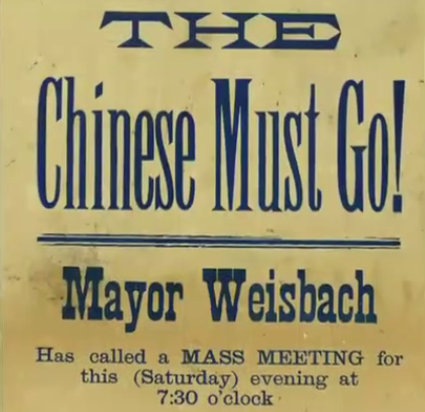 THE
Chinese Must Go!
Mayor Weisbach
Has called a MASS MEETING for
this (Saturday) evening at
7:30 o'clock